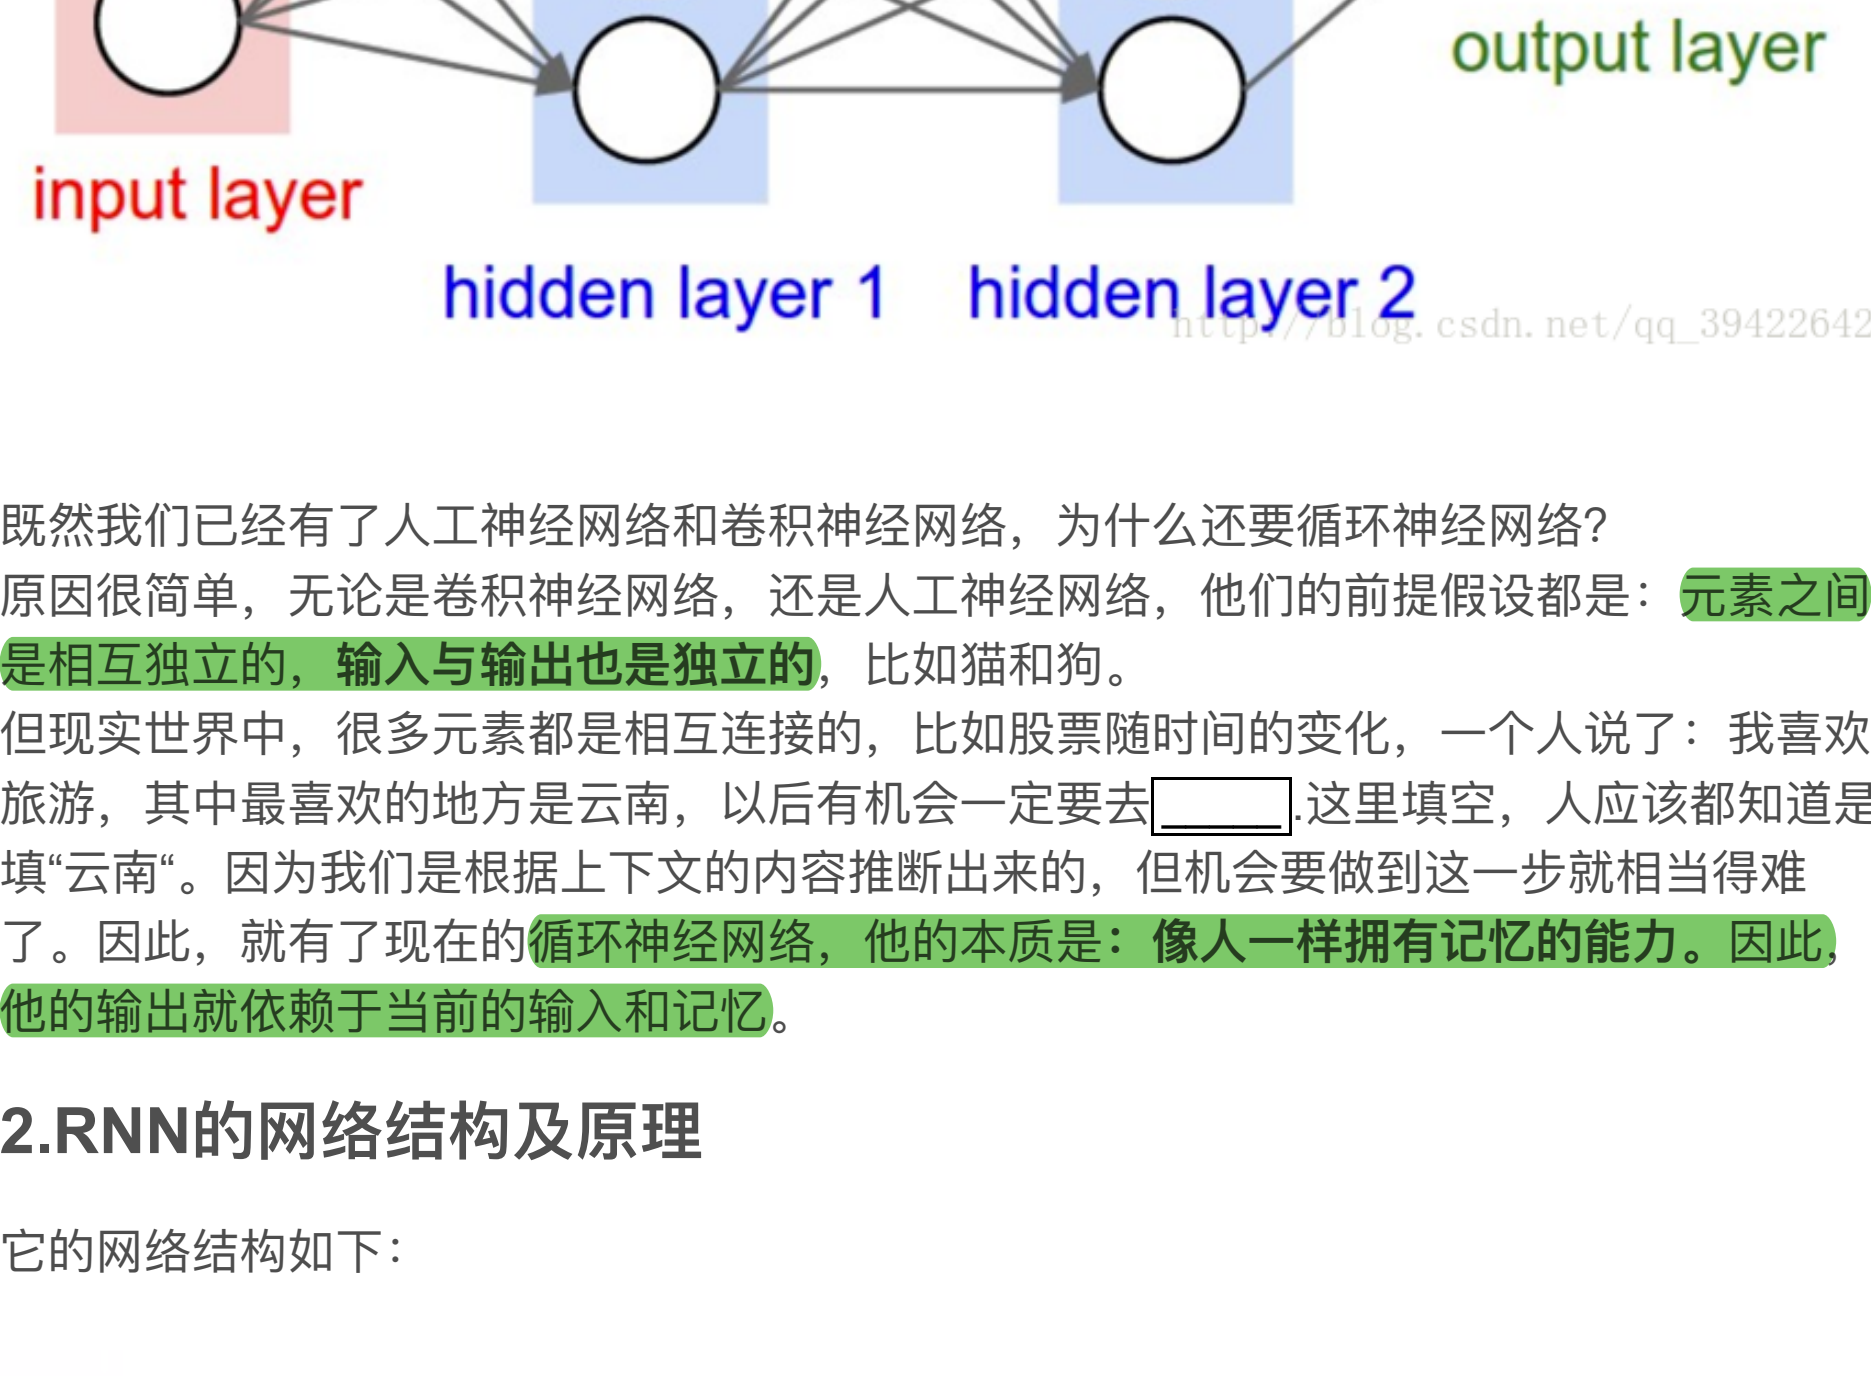 output layer
input layer
hidden layer 1 hidden layer 2
http://blog.csdn.net/qq_39422642
既然我们已经有了人工神经网络和卷积神经网络，为什么还要循环神经网络?
原因很简单，无论是卷积神经网络，还是人工神经网络，他们的前提假设都是：元素之间
是相互独立的，输入与输出也是独立的，比如猫和狗。
但现实世界中，很多元素都是相互连接的，比如股票随时间的变化，一个人说了：我喜欢
旅游，其中最喜欢的地方是云南，以后有机会一定要去_____.这里填空，人应该都知道是
填“云南“。因为我们是根据上下文的内容推断出来的，但机会要做到这一步就相当得难
了。因此，就有了现在的循环神经网络，他的本质是：像人一样拥有记忆的能力。因此，
他的输出就依赖于当前的输入和记忆。
2.RNN的网络结构及原理
它的网络结构如下：